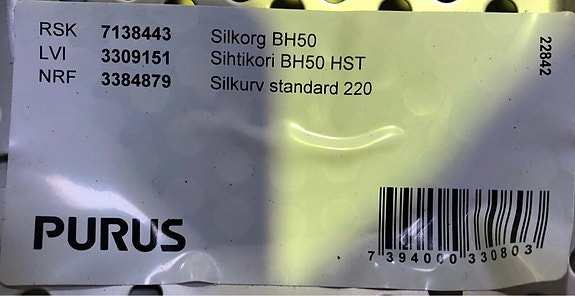 RSK 7138443 Silkorg BH50
LVI 3309151 Sihtikori BH50 HST
NRF 3384879 Silkurv standard 220
22842
PURUS
7 394000 330803